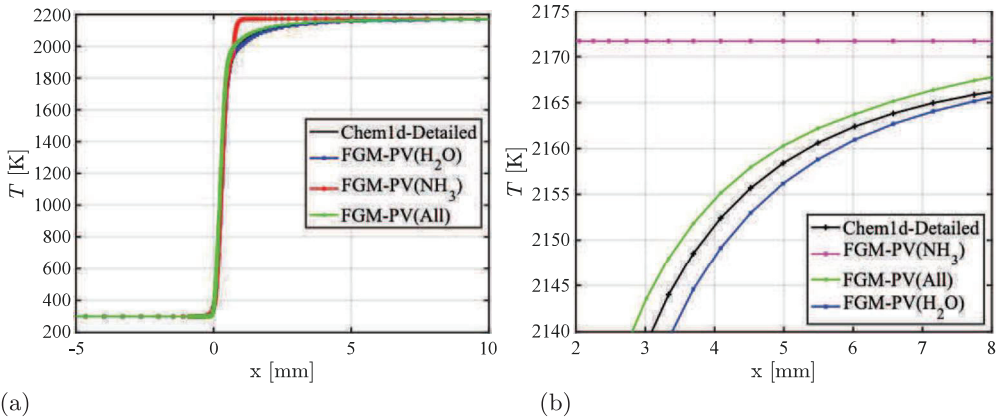 2200
2000
1800
1600
1400
1200
1000
800
600
400
200
T [K]
-5
0
5
10
x [mm]
Chem1d-Detailed
FGM-PV(H₂O)
FGM-PV(NH₃)
FGM-PV(All)
(a)
2175
2170
2165
2160
2155
2150
2145
2140
T [K]
2
3
4
5
6
7
8
x [mm]
Chem1d-Detailed
FGM-PV(NH₃)
FGM-PV(All)
FGM-PV(H₂O)
(b)